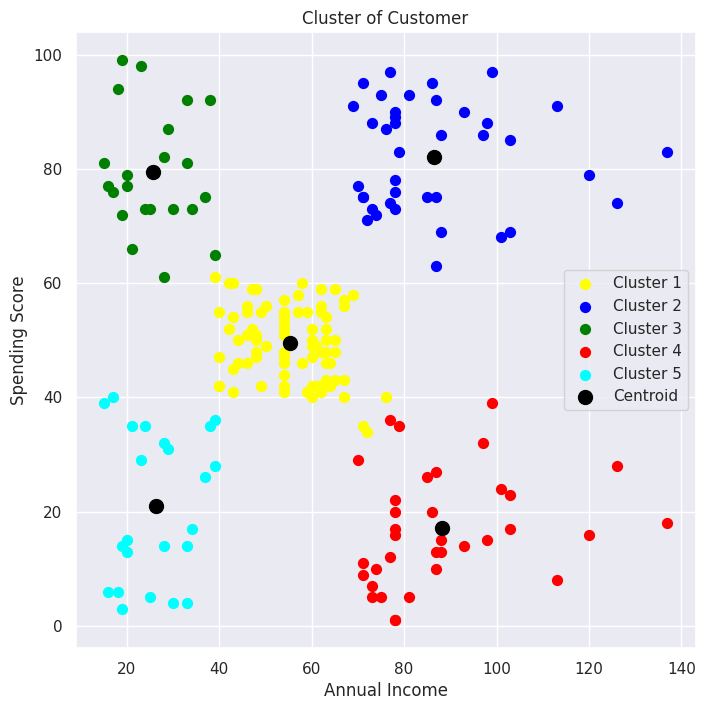 Cluster of Customer
100
80
60
40
20
0
Spending Score
Cluster 1
Cluster 2
Cluster 3
Cluster 4
Cluster 5
Centroid
20 40 60 80 100 120 140
Annual Income